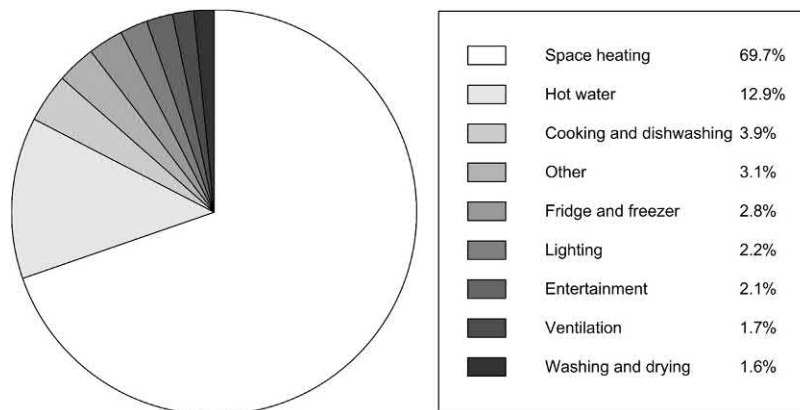 Space heating 69.7%
Hot water 12.9%
Cooking and dishwashing 3.9%
Other 3.1%
Fridge and freezer 2.8%
Lighting 2.2%
Entertainment 2.1%
Ventilation 1.7%
Washing and drying 1.6%